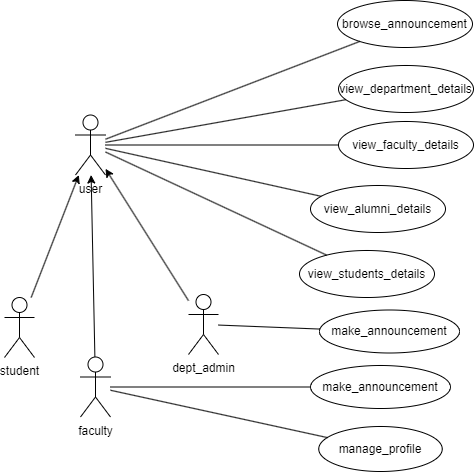 browse_announcement
view_department_details
view_faculty_details
user
view_alumni_details
view_students_details
make_announcement
student
dept_admin
make_announcement
faculty
manage_profile